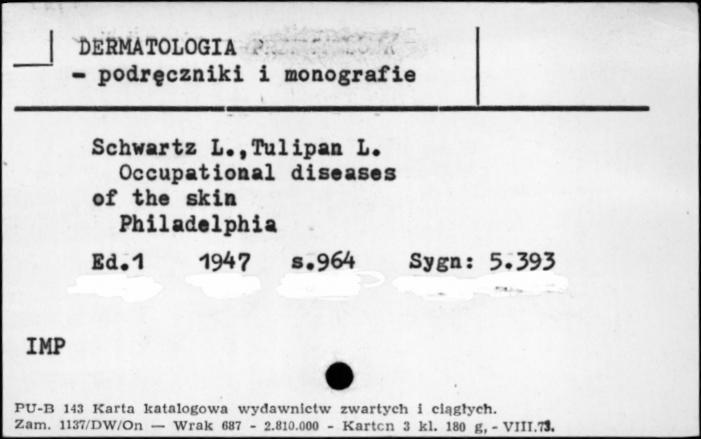 DERMATOLOGIA
- podręczniki i monografie
Schwartz L.,Tulipan L.
Occupational diseases
of the skin
Philadelphia
Ed.1 1947 s.964 Sygn: 5.393
IMP
PU-B 143 Karta katalogowa wydawnictw zwartych i ciągłych.
Zam. 1137/DW/On — Wrak 687 - 2.810.000 - Karton 3 kl. 180 g, - VIII.73.